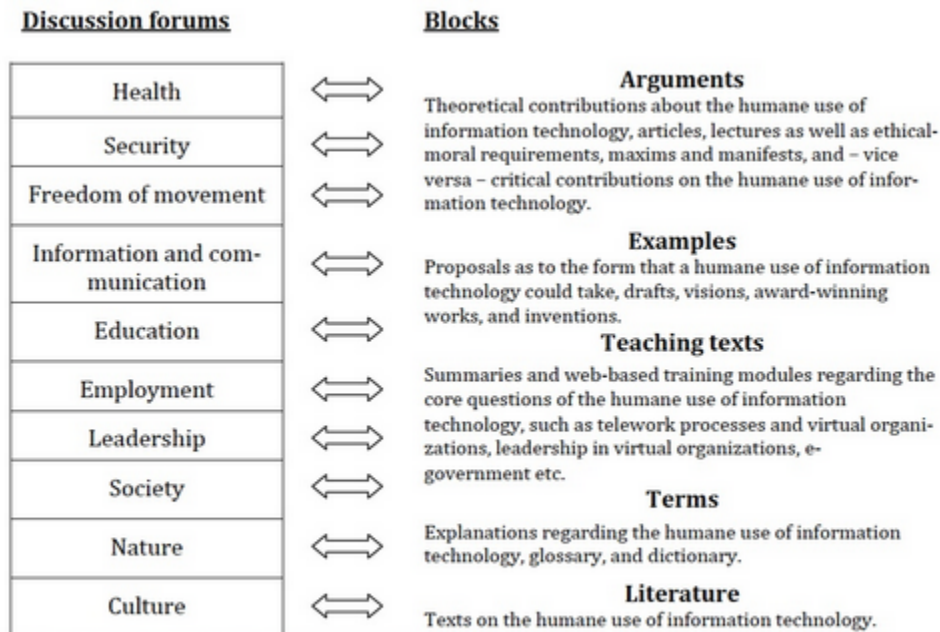 Discussion forums
Health
Security
Freedom of movement
Information and com-
munication
Education
Employment
Leadership
Society
Nature
Culture
Blocks
Arguments
Theoretical contributions about the humane use of
information technology, articles, lectures as well as ethical-
moral requirements, maxims and manifests, and – vice
versa – critical contributions on the humane use of infor-
mation technology.
Examples
Proposals as to the form that a humane use of information
technology could take, drafts, visions, award-winning
works, and inventions.
Teaching texts
Summaries and web-based training modules regarding the
core questions of the humane use of information
technology, such as telework processes and virtual organi-
zations, leadership in virtual organizations, e-
government etc.
Terms
Explanations regarding the humane use of information
technology, glossary, and dictionary.
Literature
Texts on the humane use of information technology.